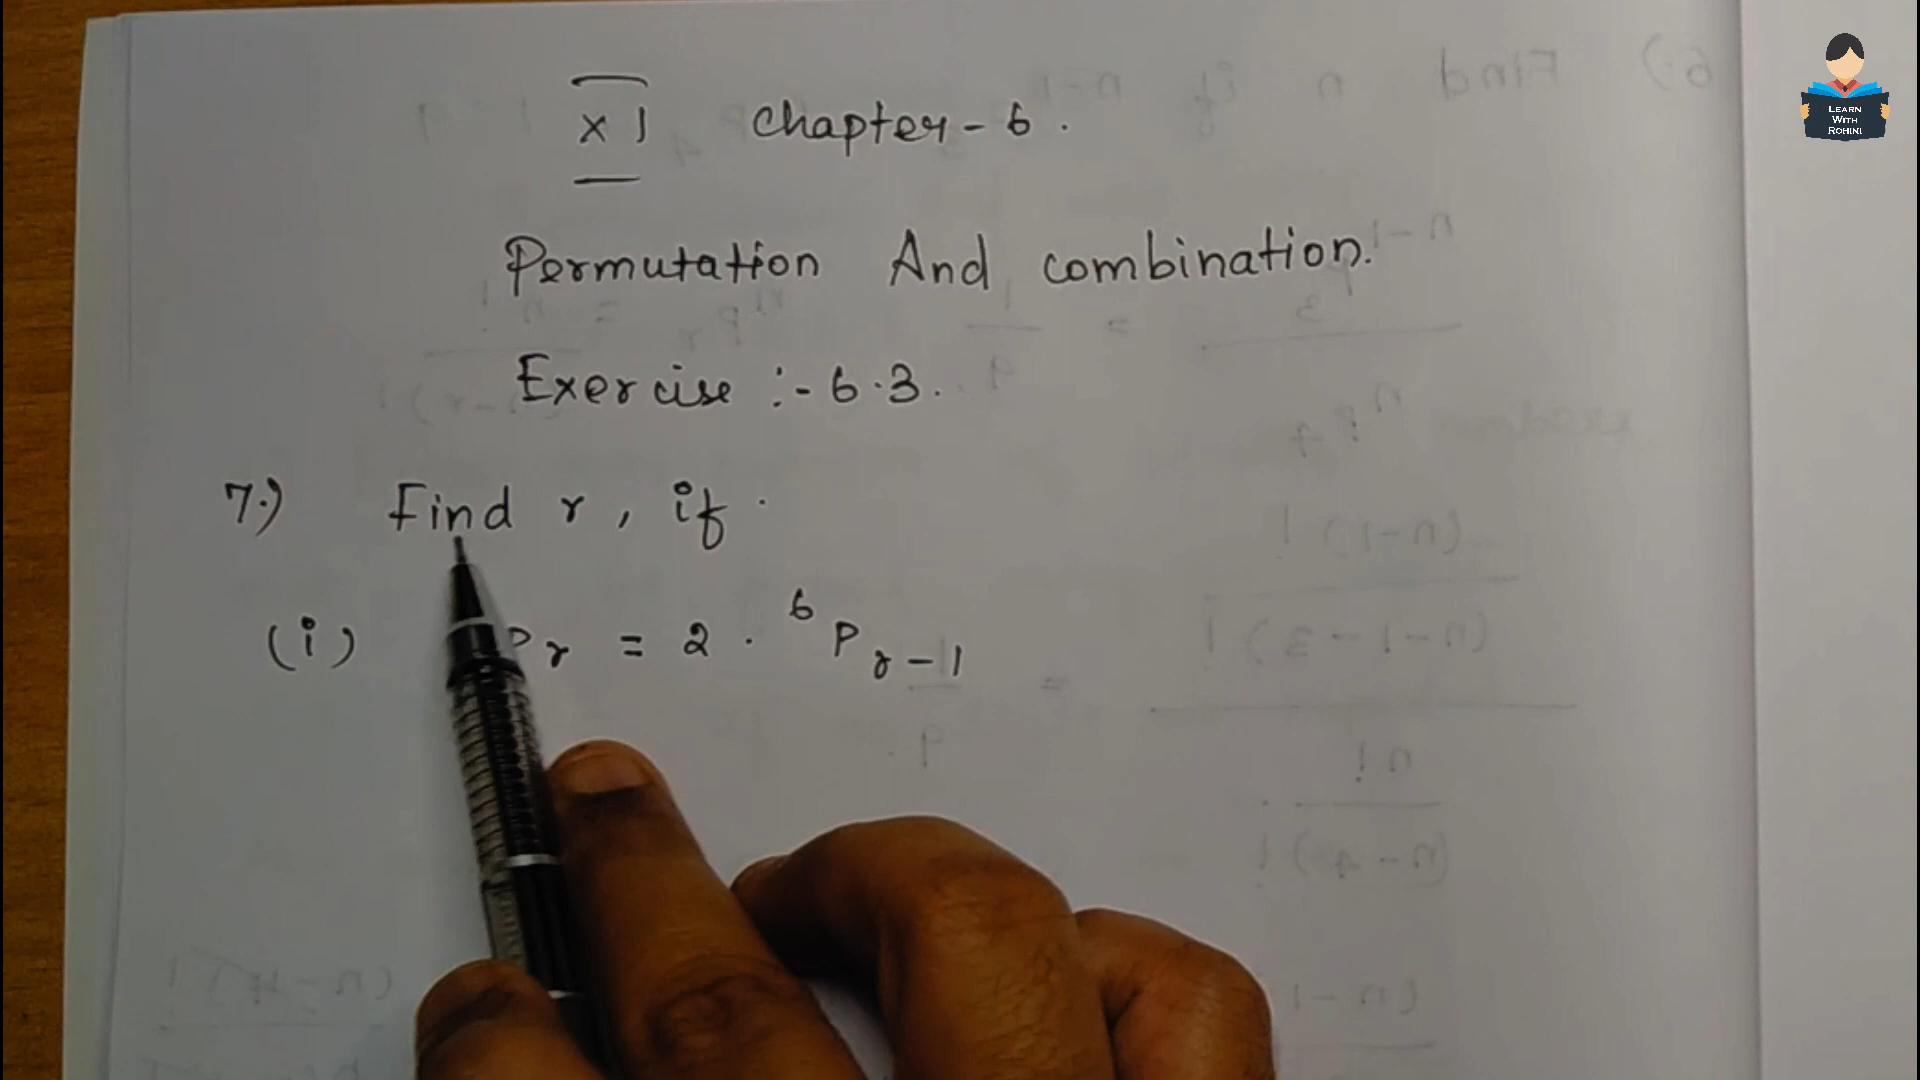 XI Chapter - 6.
Permutation And combination.
Exercise :- 6.3.
7.) Find r, if
(i) Pr = 2 . 6Pr-1
LEARN
WITH
ROHINI